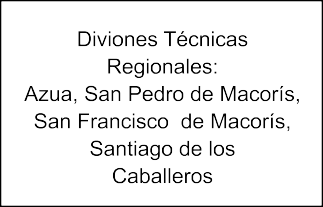 Diviones Técnicas
Regionales:
Azua, San Pedro de Macorís,
San Francisco  de Macorís,
Santiago de los
Caballeros